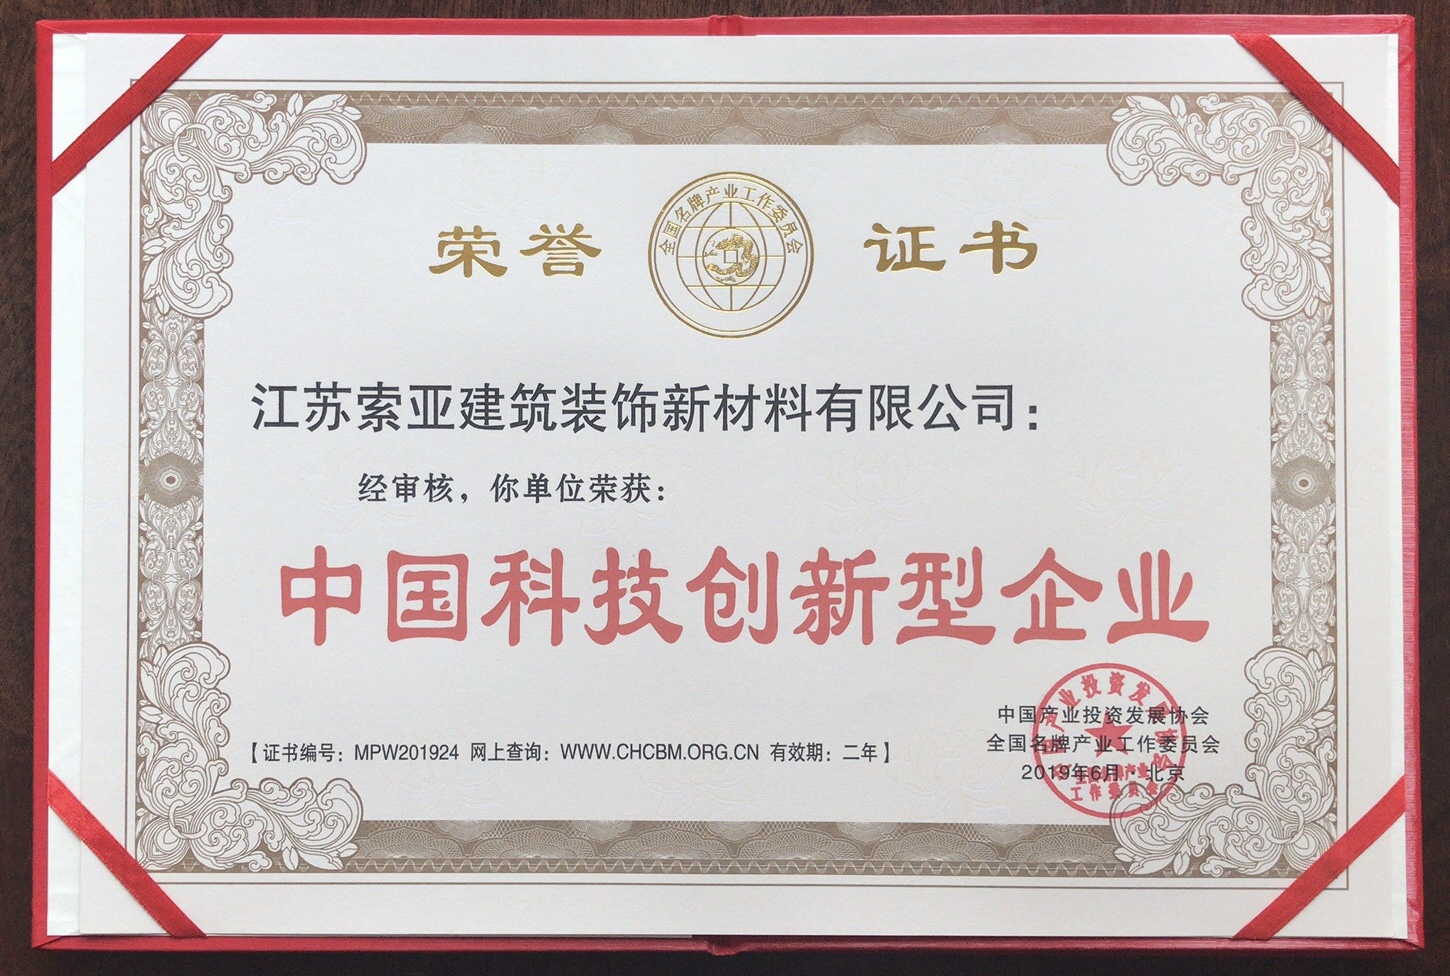 荣誉 证书
全国名牌产业工作委员会
江苏索亚建筑装饰新材料有限公司：
经审核，你单位荣获：
中国科技创新型企业
中国产业投资发展协会
全国名牌产业工作委员会
2019年6月·北京
【证书编号：MPW201924 网上查询：WWW.CHCBM.ORG.CN 有效期：二年】
工作委员会